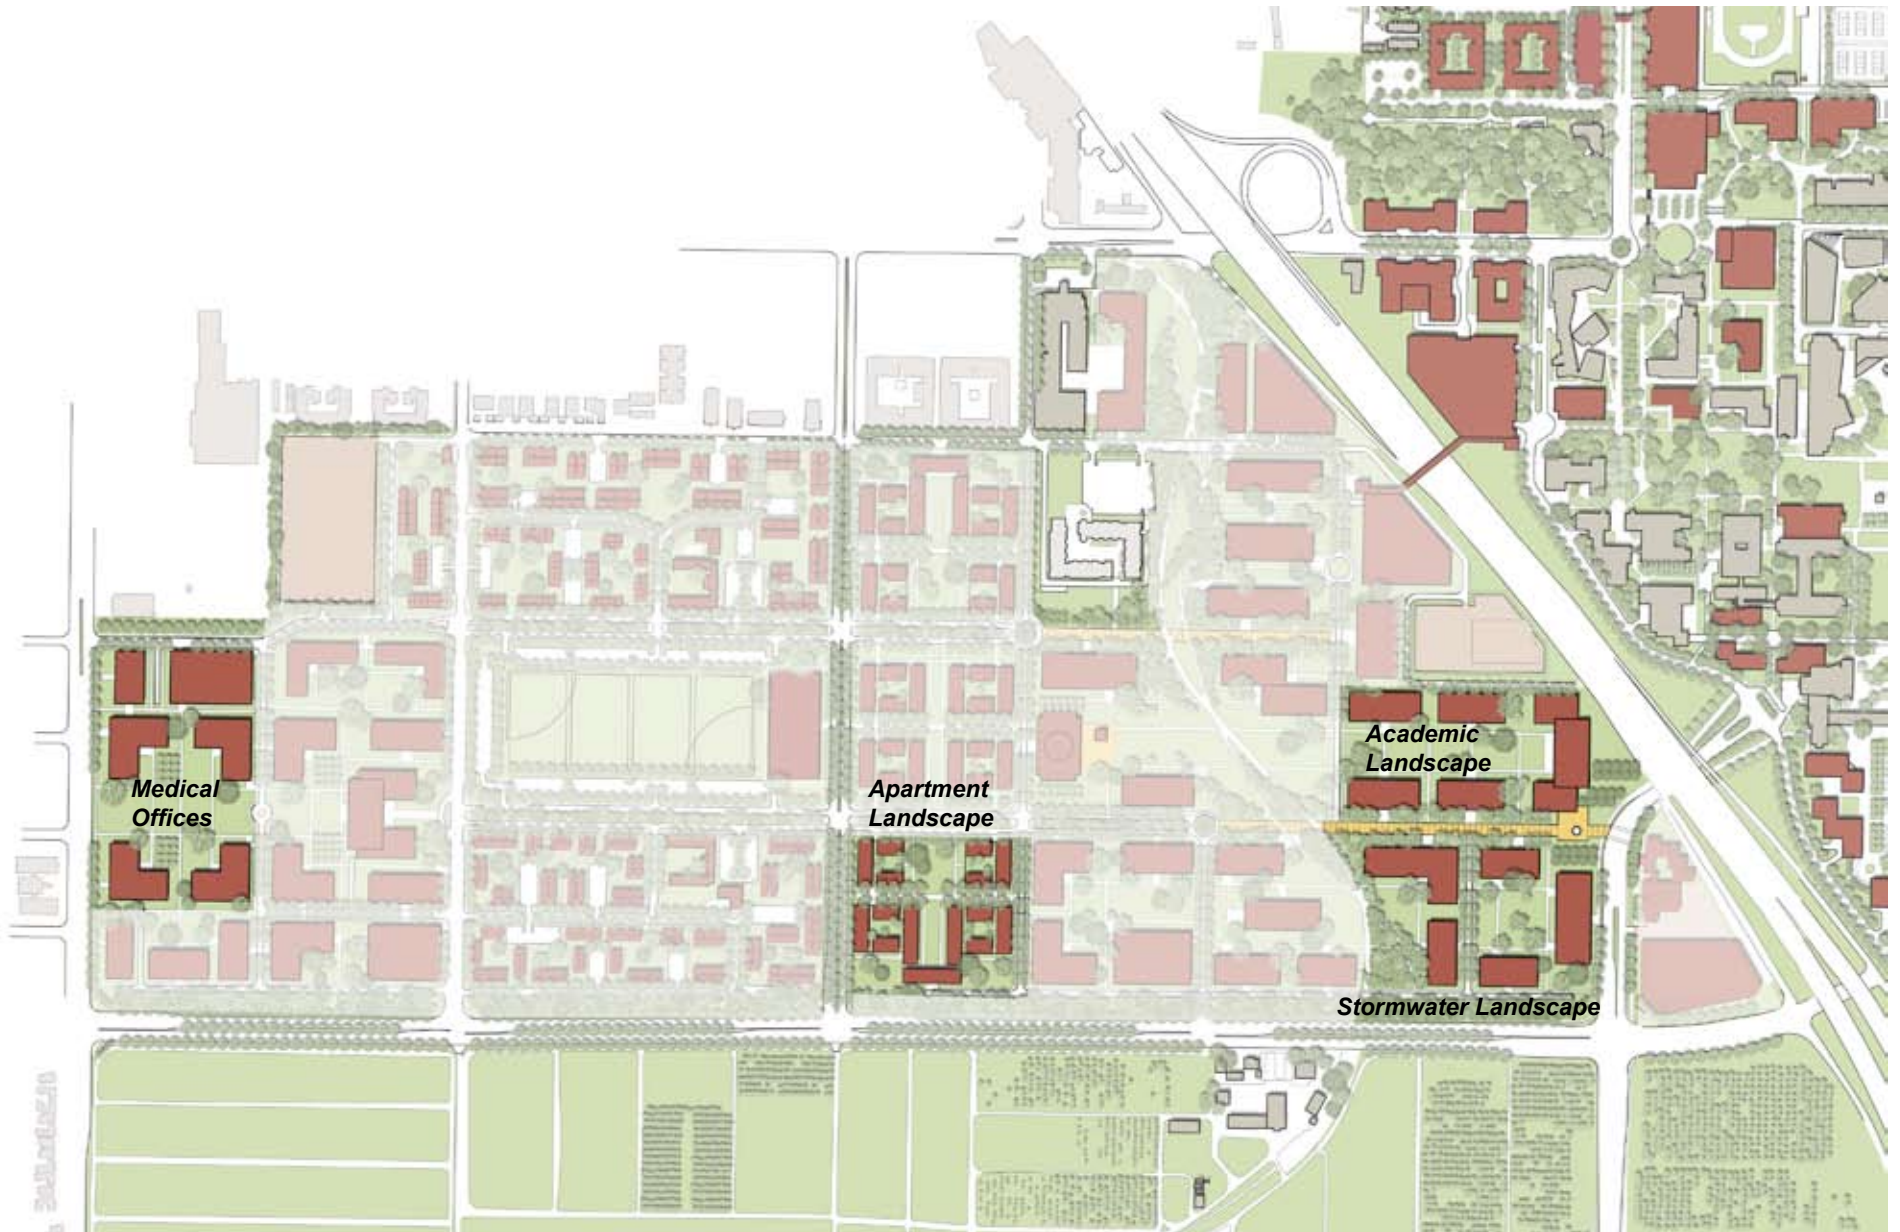 Academic
Landscape
Medical
Offices
Apartment
Landscape
Stormwater Landscape